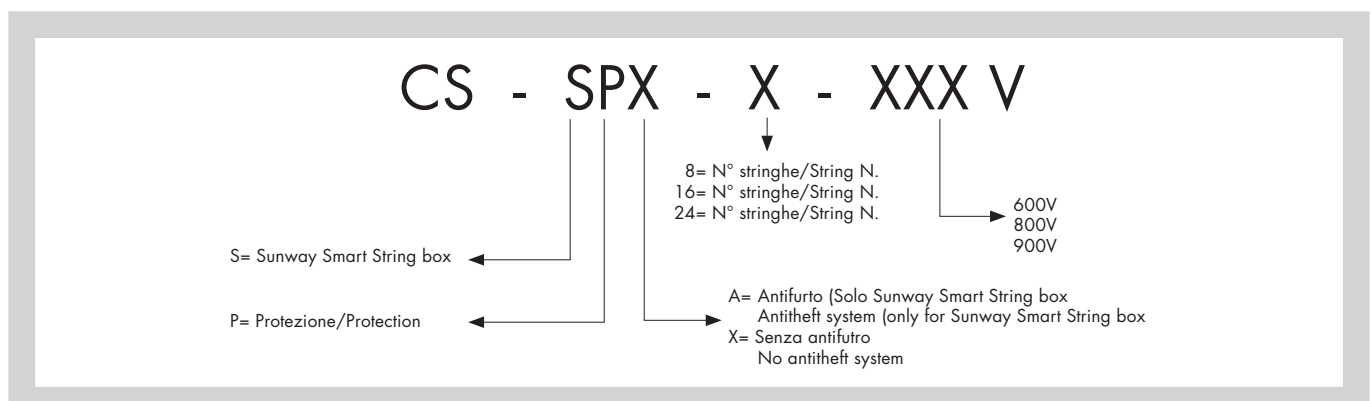 CS - SPX - X - XXX V
8= N° stringhe/String N.
16= N° stringhe/String N.
24= N° stringhe/String N.
600V
800V
900V
S= Sunway Smart String box
P= Protezione/Protection
A= Antifurto (Solo Sunway Smart String box
Antitheft system (only for Sunway Smart String box
X= Senza antifutro
No antitheft system